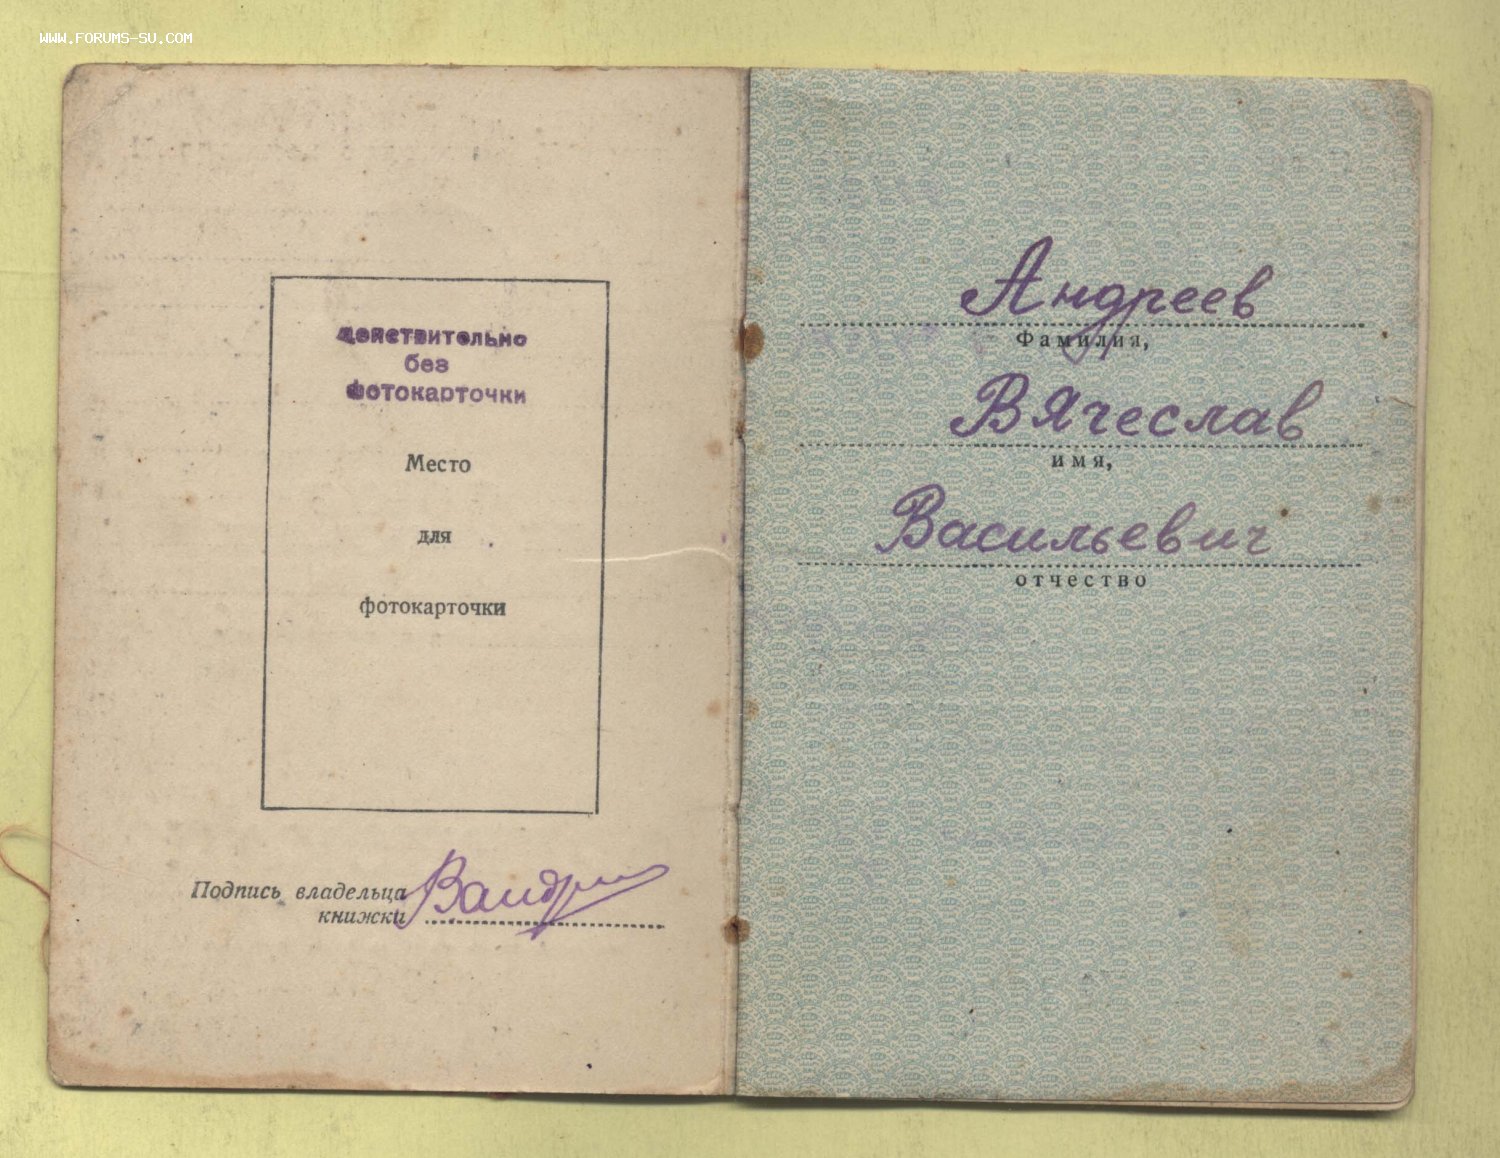 WWW.FORUMS-SU.COM
действительно
без
фотокарточки
Место
для
фотокарточки
Подпись владельца
книжки
Андреев
Фамилия,
Вячеслав
имя,
Васильевич
отчество